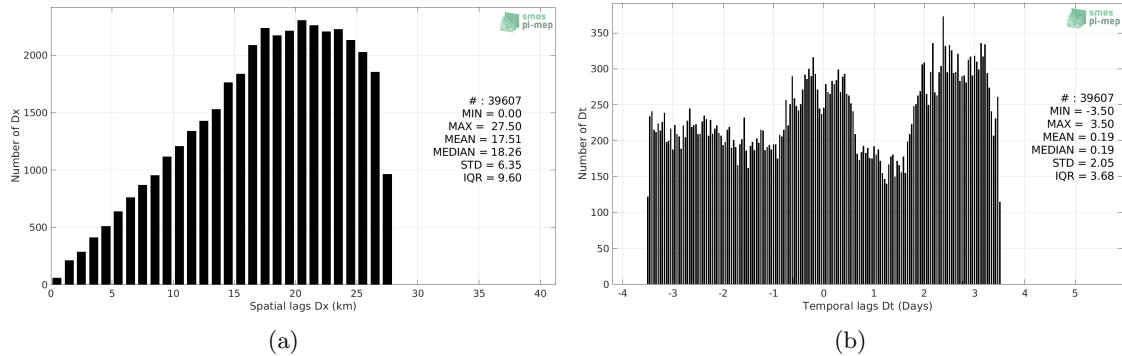 smos
pi-mep
2000
1500
1000
500
0
Number of Dx
# : 39607
MIN = 0.00
MAX = 27.50
MEAN = 17.51
MEDIAN = 18.26
STD = 6.35
IQR = 9.60
0 5 10 15 20 25 30 35 40
Spatial lags Dx (km)
(a)
smos
pi-mep
350
300
250
200
150
100
50
0
Number of Dt
# : 39607
MIN = -3.50
MAX = 3.50
MEAN = 0.19
MEDIAN = 0.19
STD = 2.05
IQR = 3.68
-4 -3 -2 -1 0 1 2 3 4 5
Temporal lags Dt (Days)
(b)